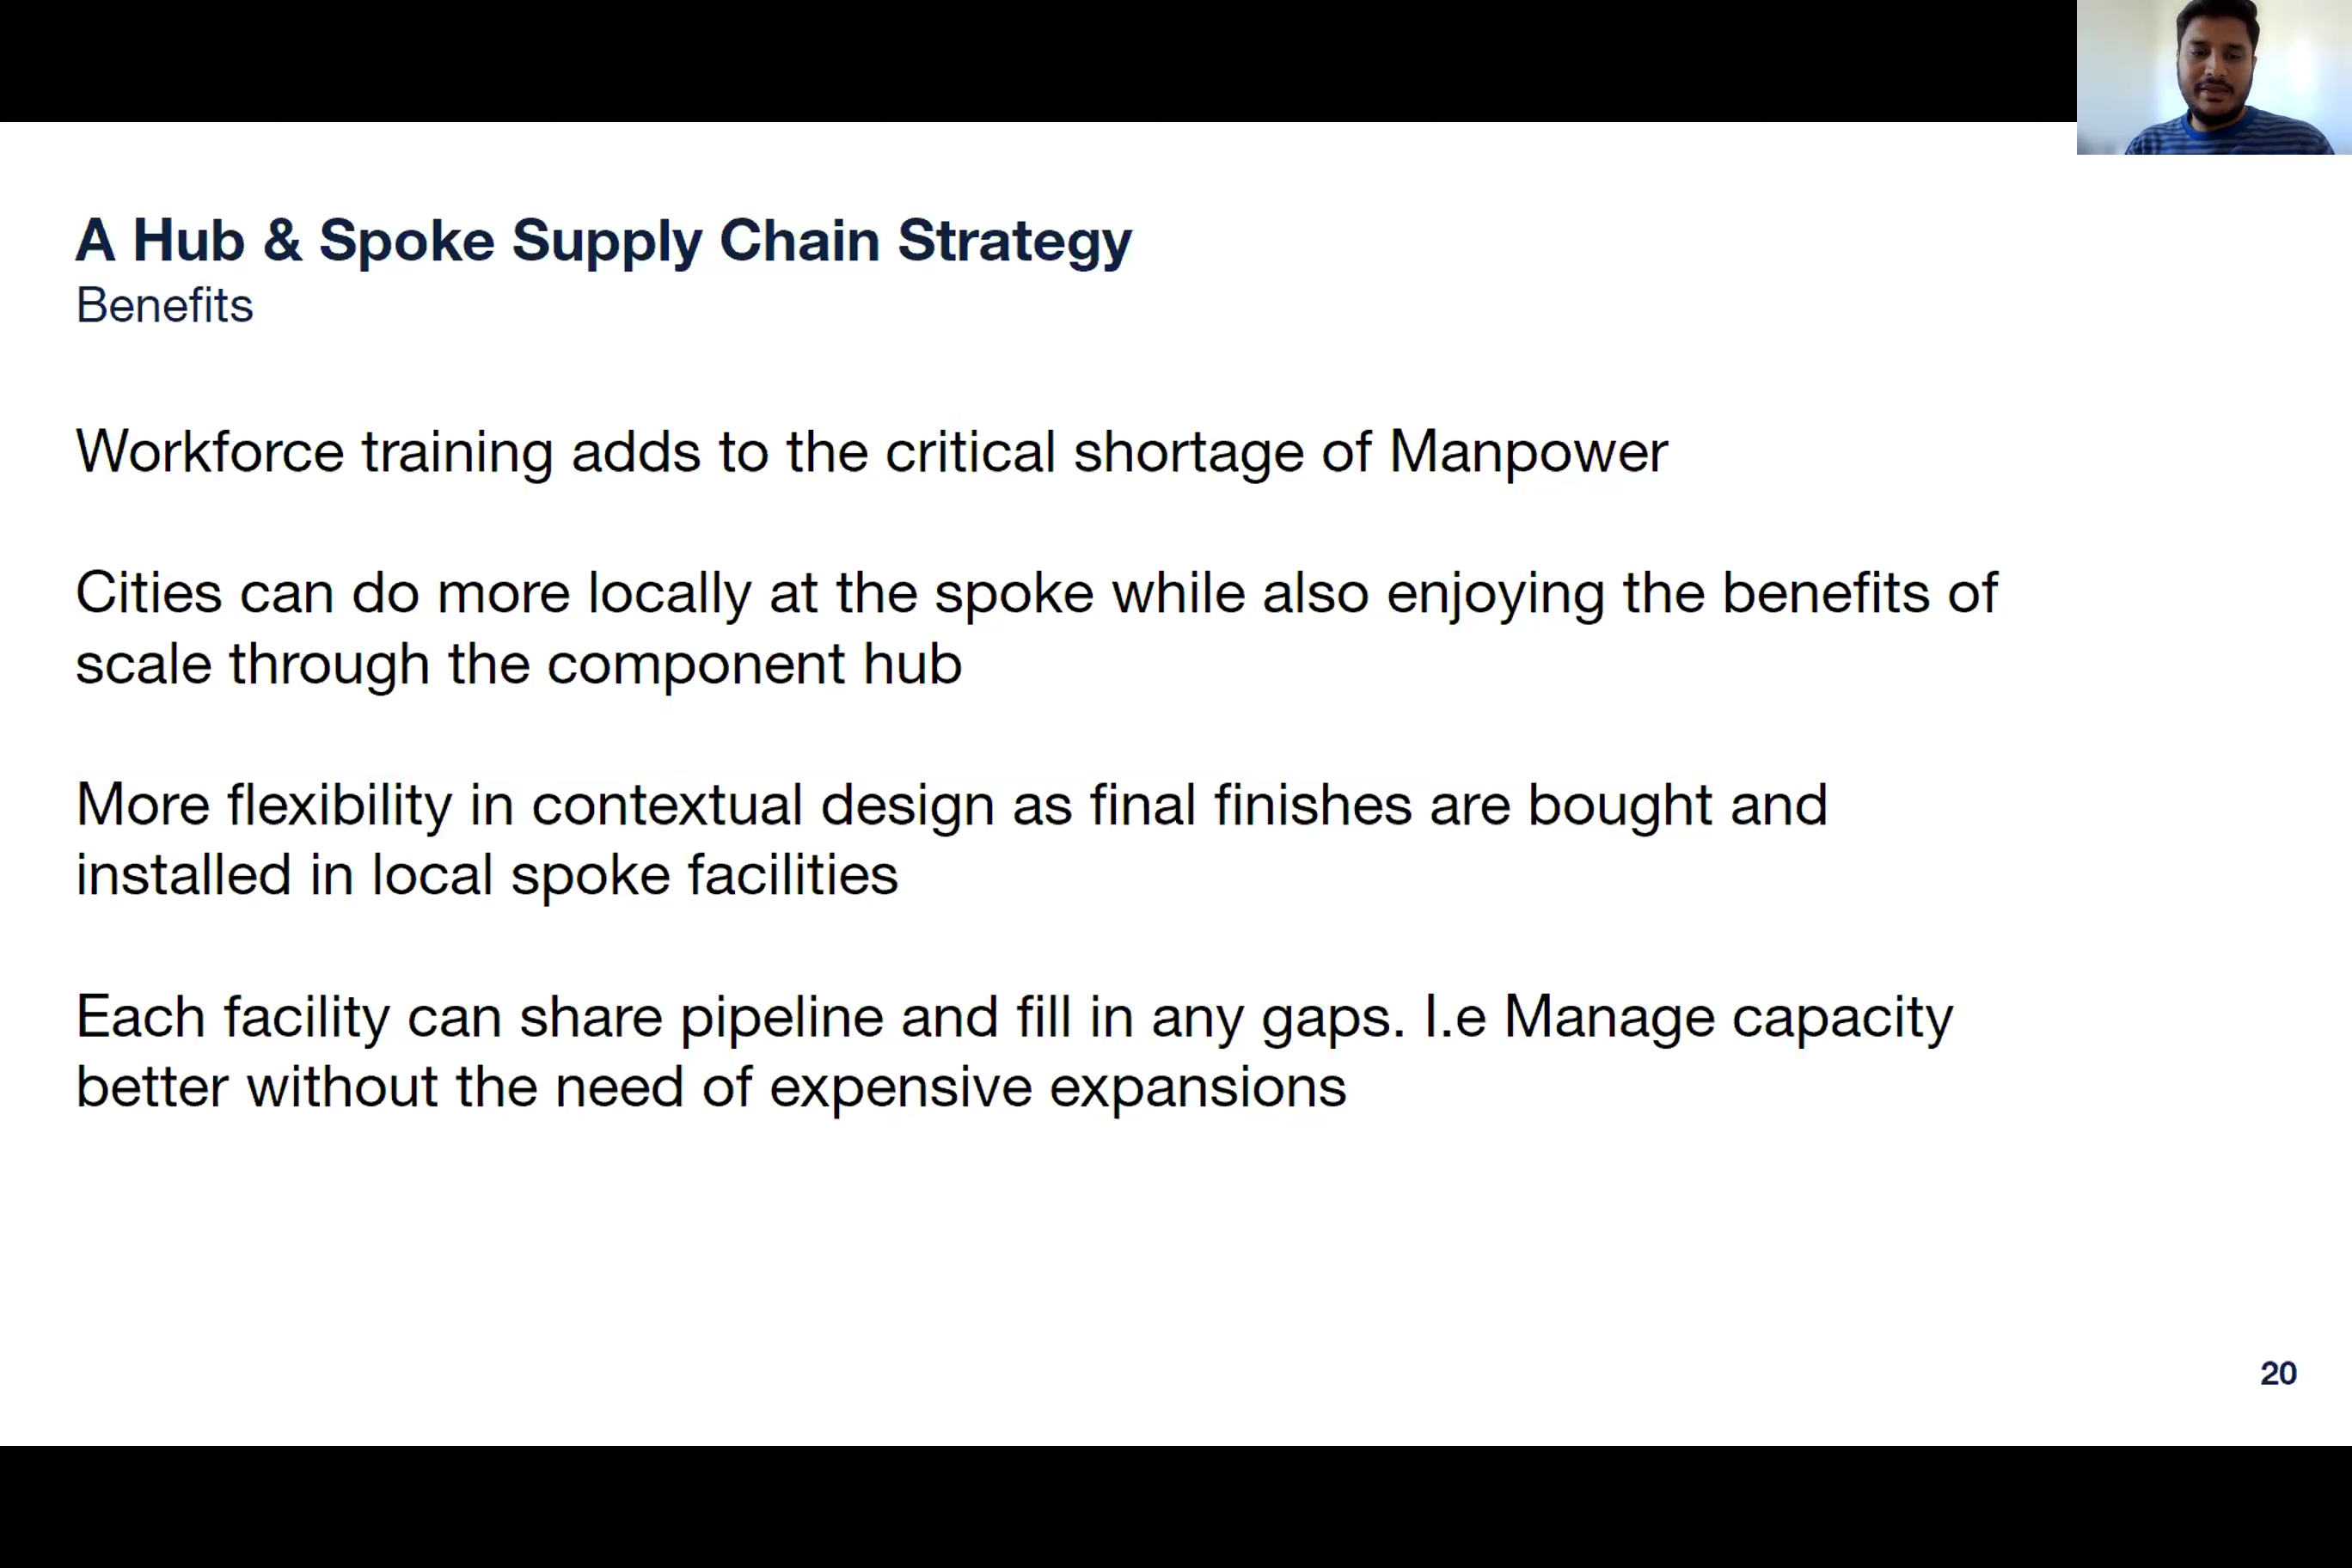 A Hub & Spoke Supply Chain Strategy
Benefits
Workforce training adds to the critical shortage of Manpower
Cities can do more locally at the spoke while also enjoying the benefits of
scale through the component hub
More flexibility in contextual design as final finishes are bought and
installed in local spoke facilities
Each facility can share pipeline and fill in any gaps. I.e Manage capacity
better without the need of expensive expansions
20